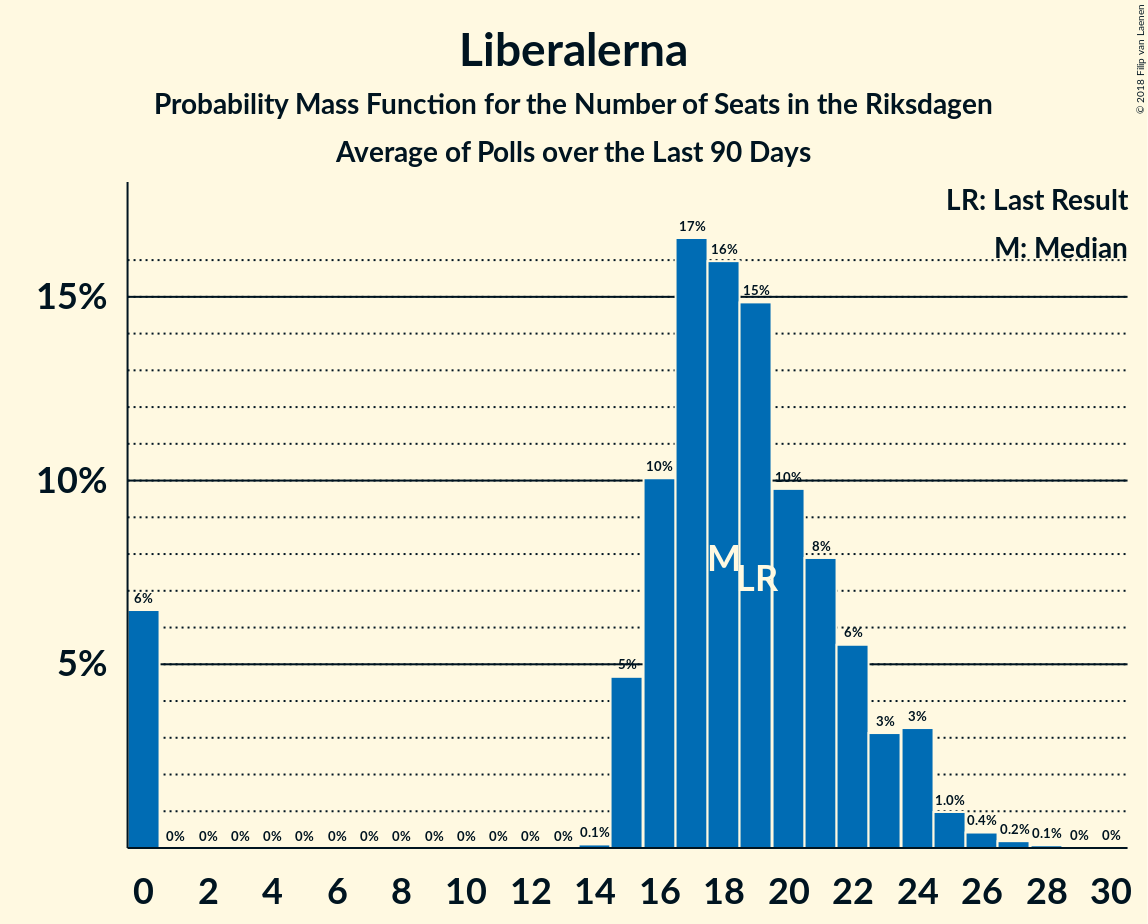 © 2018 Filip van Laenen
Liberalerna
Probability Mass Function for the Number of Seats in the Riksdagen
Average of Polls over the Last 90 Days
LR: Last Result
M: Median
15%
10%
5%
6% 0% 0% 0% 0% 0% 0% 0% 0% 0% 0% 0% 0% 0% 0.1% 5% 10% 17% 16% 15% 10% 8% 6% 3% 3% 1.0% 0.4% 0.2% 0.1% 0% 0%
M
LR
0 2 4 6 8 10 12 14 16 18 20 22 24 26 28 30